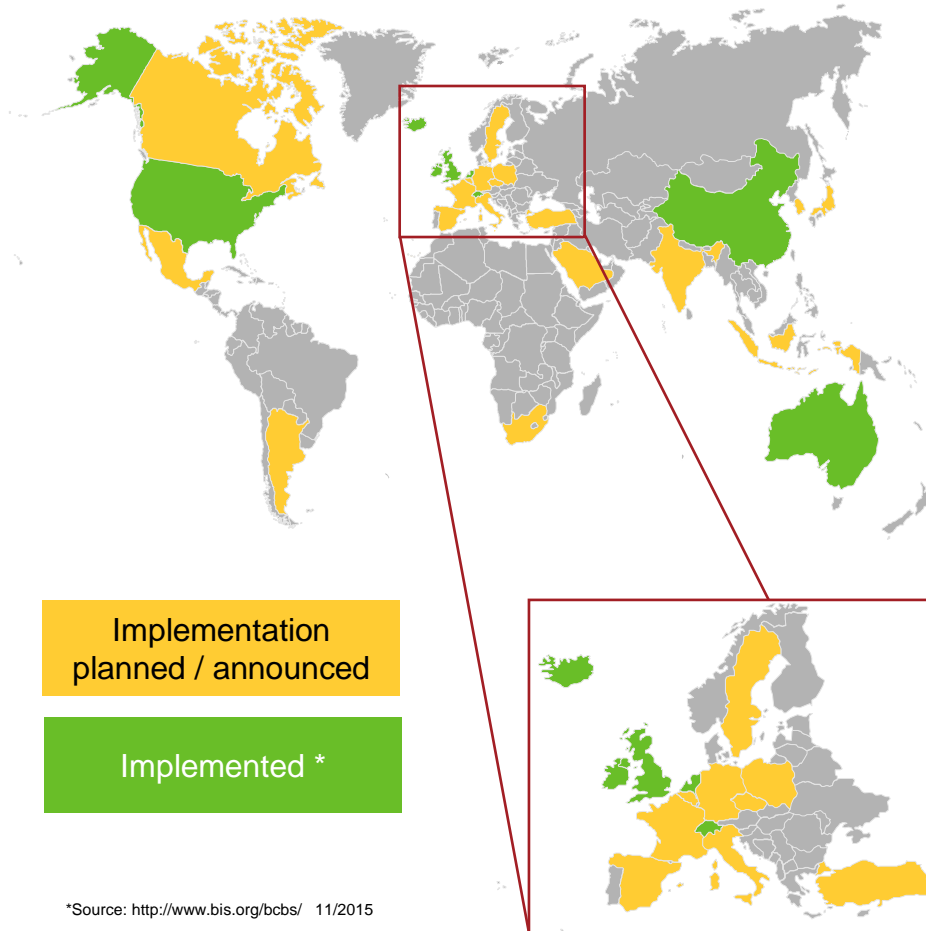 Implementation
planned / announced
Implemented *
*Source: http://www.bis.org/bcbs/ 11/2015